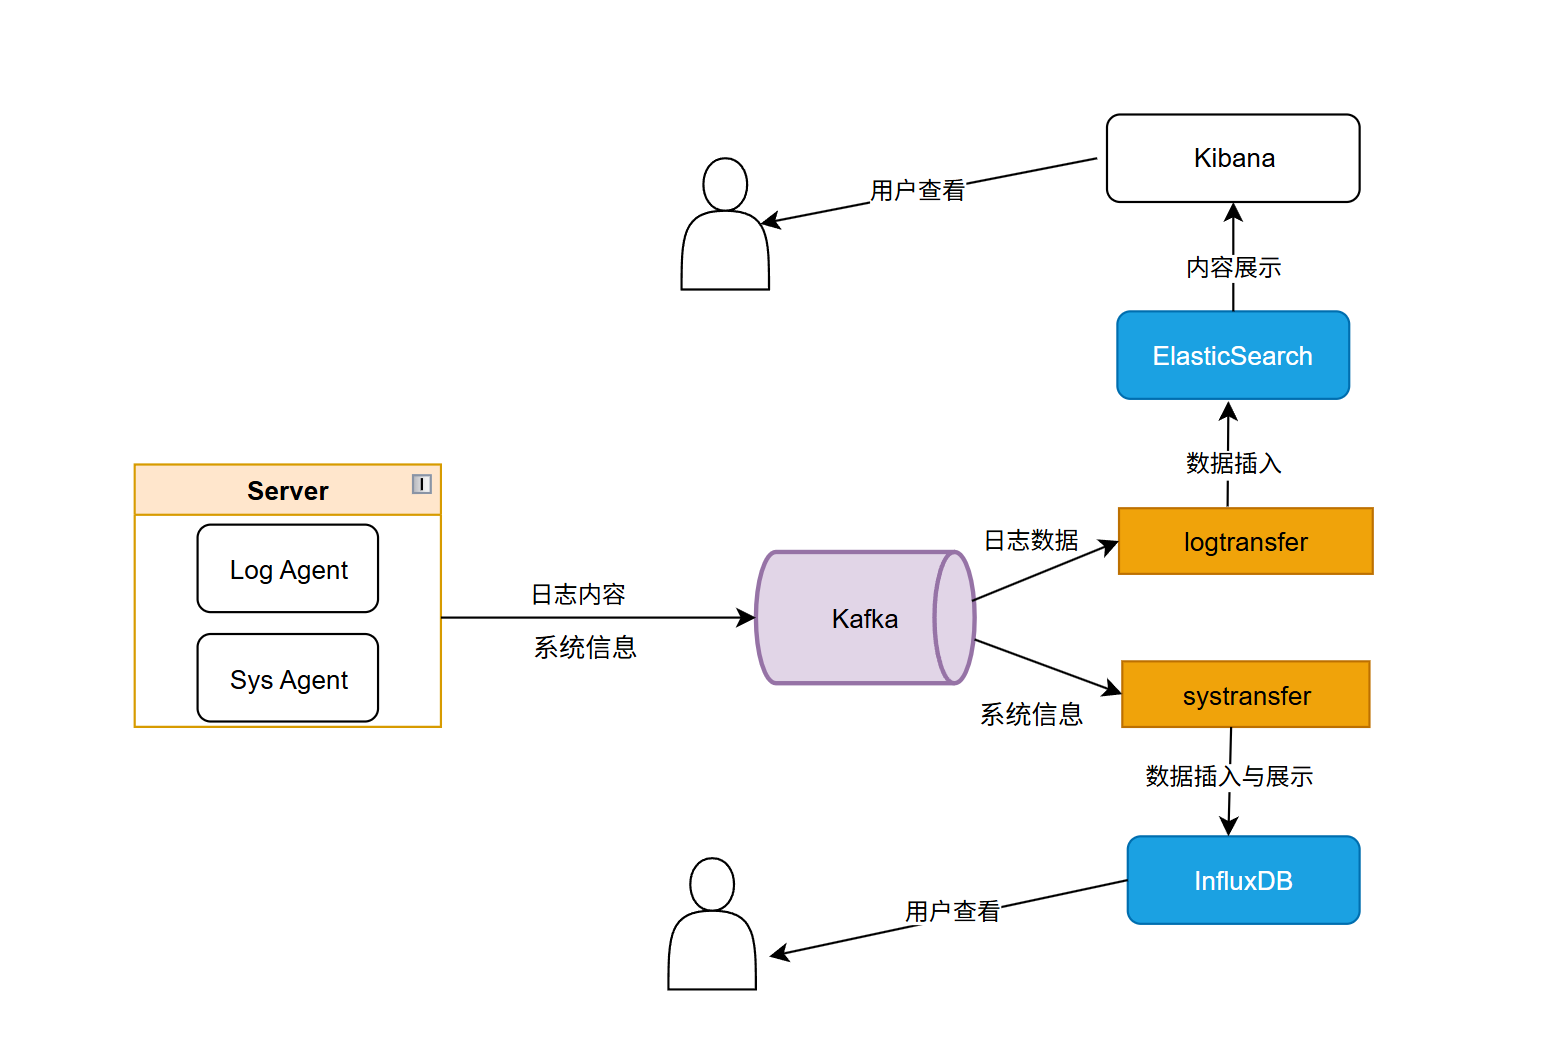 Kibana
用户查看
内容展示
ElasticSearch
数据插入
Server
I
Log Agent
Sys Agent
日志内容
系统信息
Kafka
日志数据
logtransfer
系统信息
systransfer
数据插入与展示
InfluxDB
用户查看